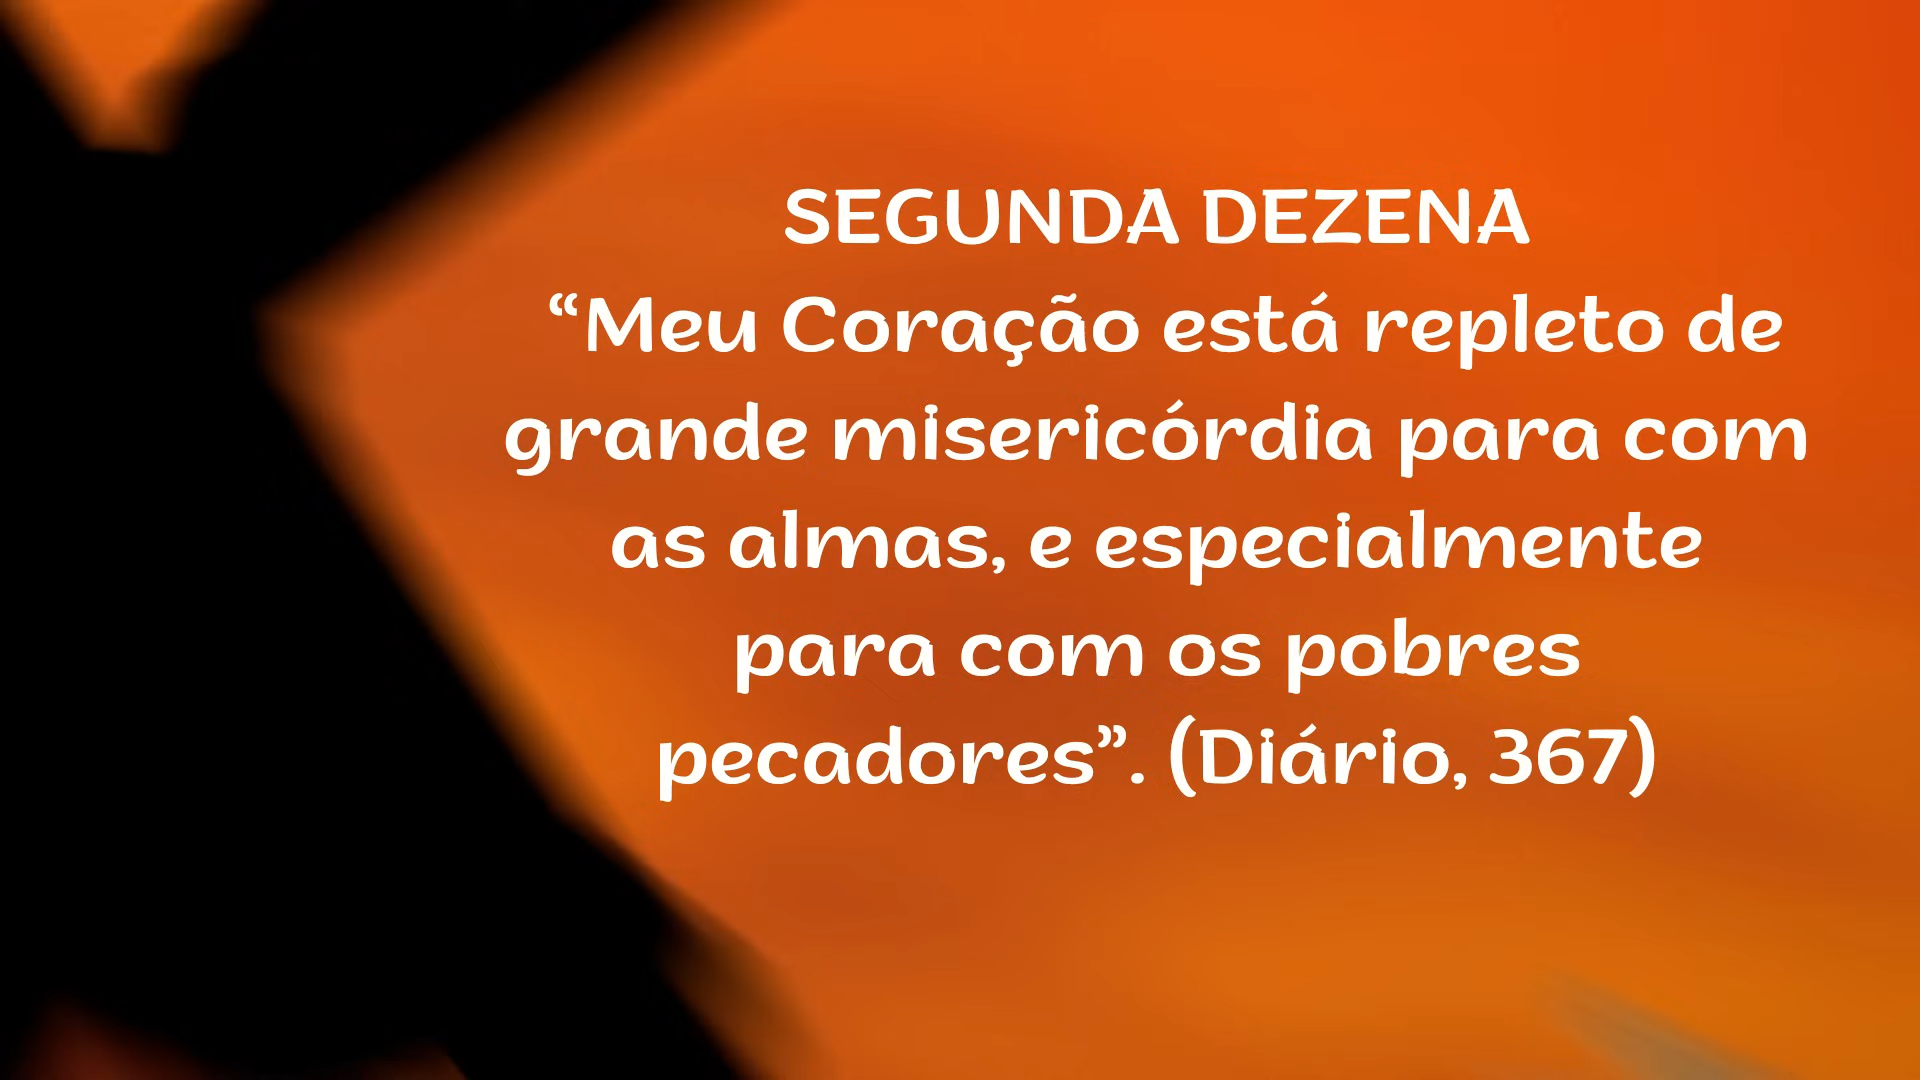 SEGUNDA DEZENA
“Meu Coração está repleto de
grande misericórdia para com
as almas, e especialmente
para com os pobres
pecadores”. (Diário, 367)